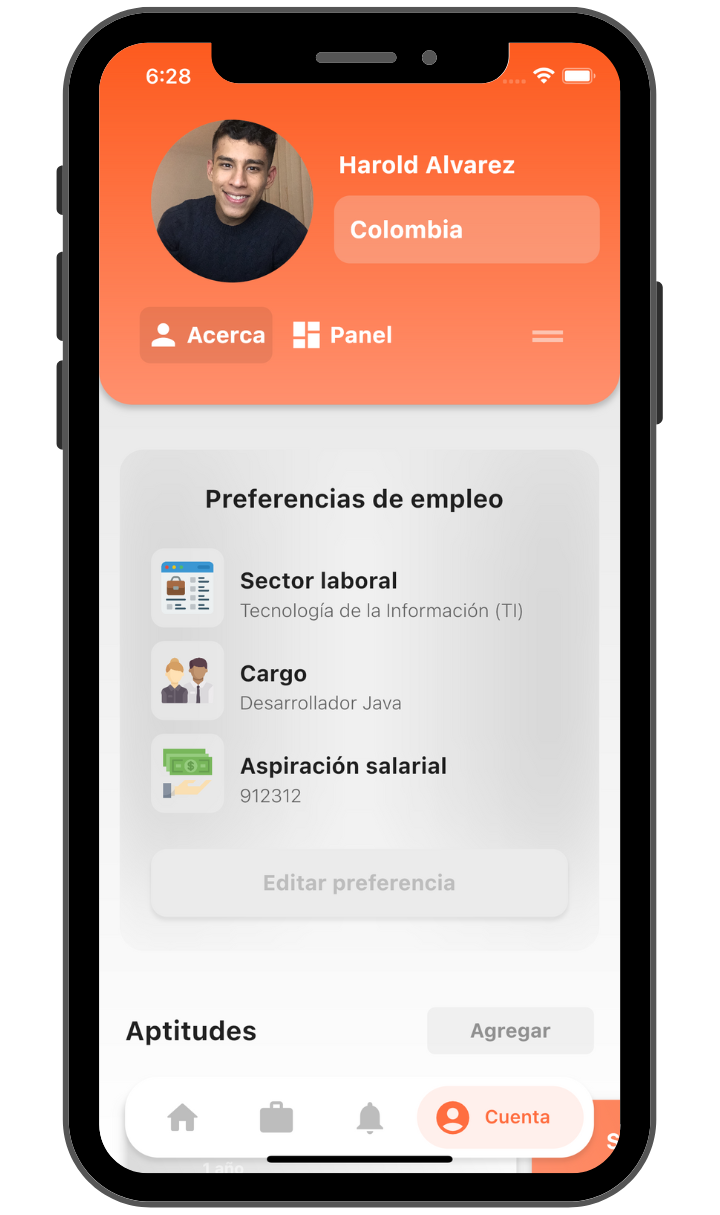 6:28
Harold Alvarez
Colombia
Acerca
Panel
Preferencias de empleo
Sector laboral
Tecnología de la Información (TI)
Cargo
Desarrollador Java
Aspiración salarial
912312
Editar preferencia
Aptitudes
Agregar
Cuenta
S
1 año